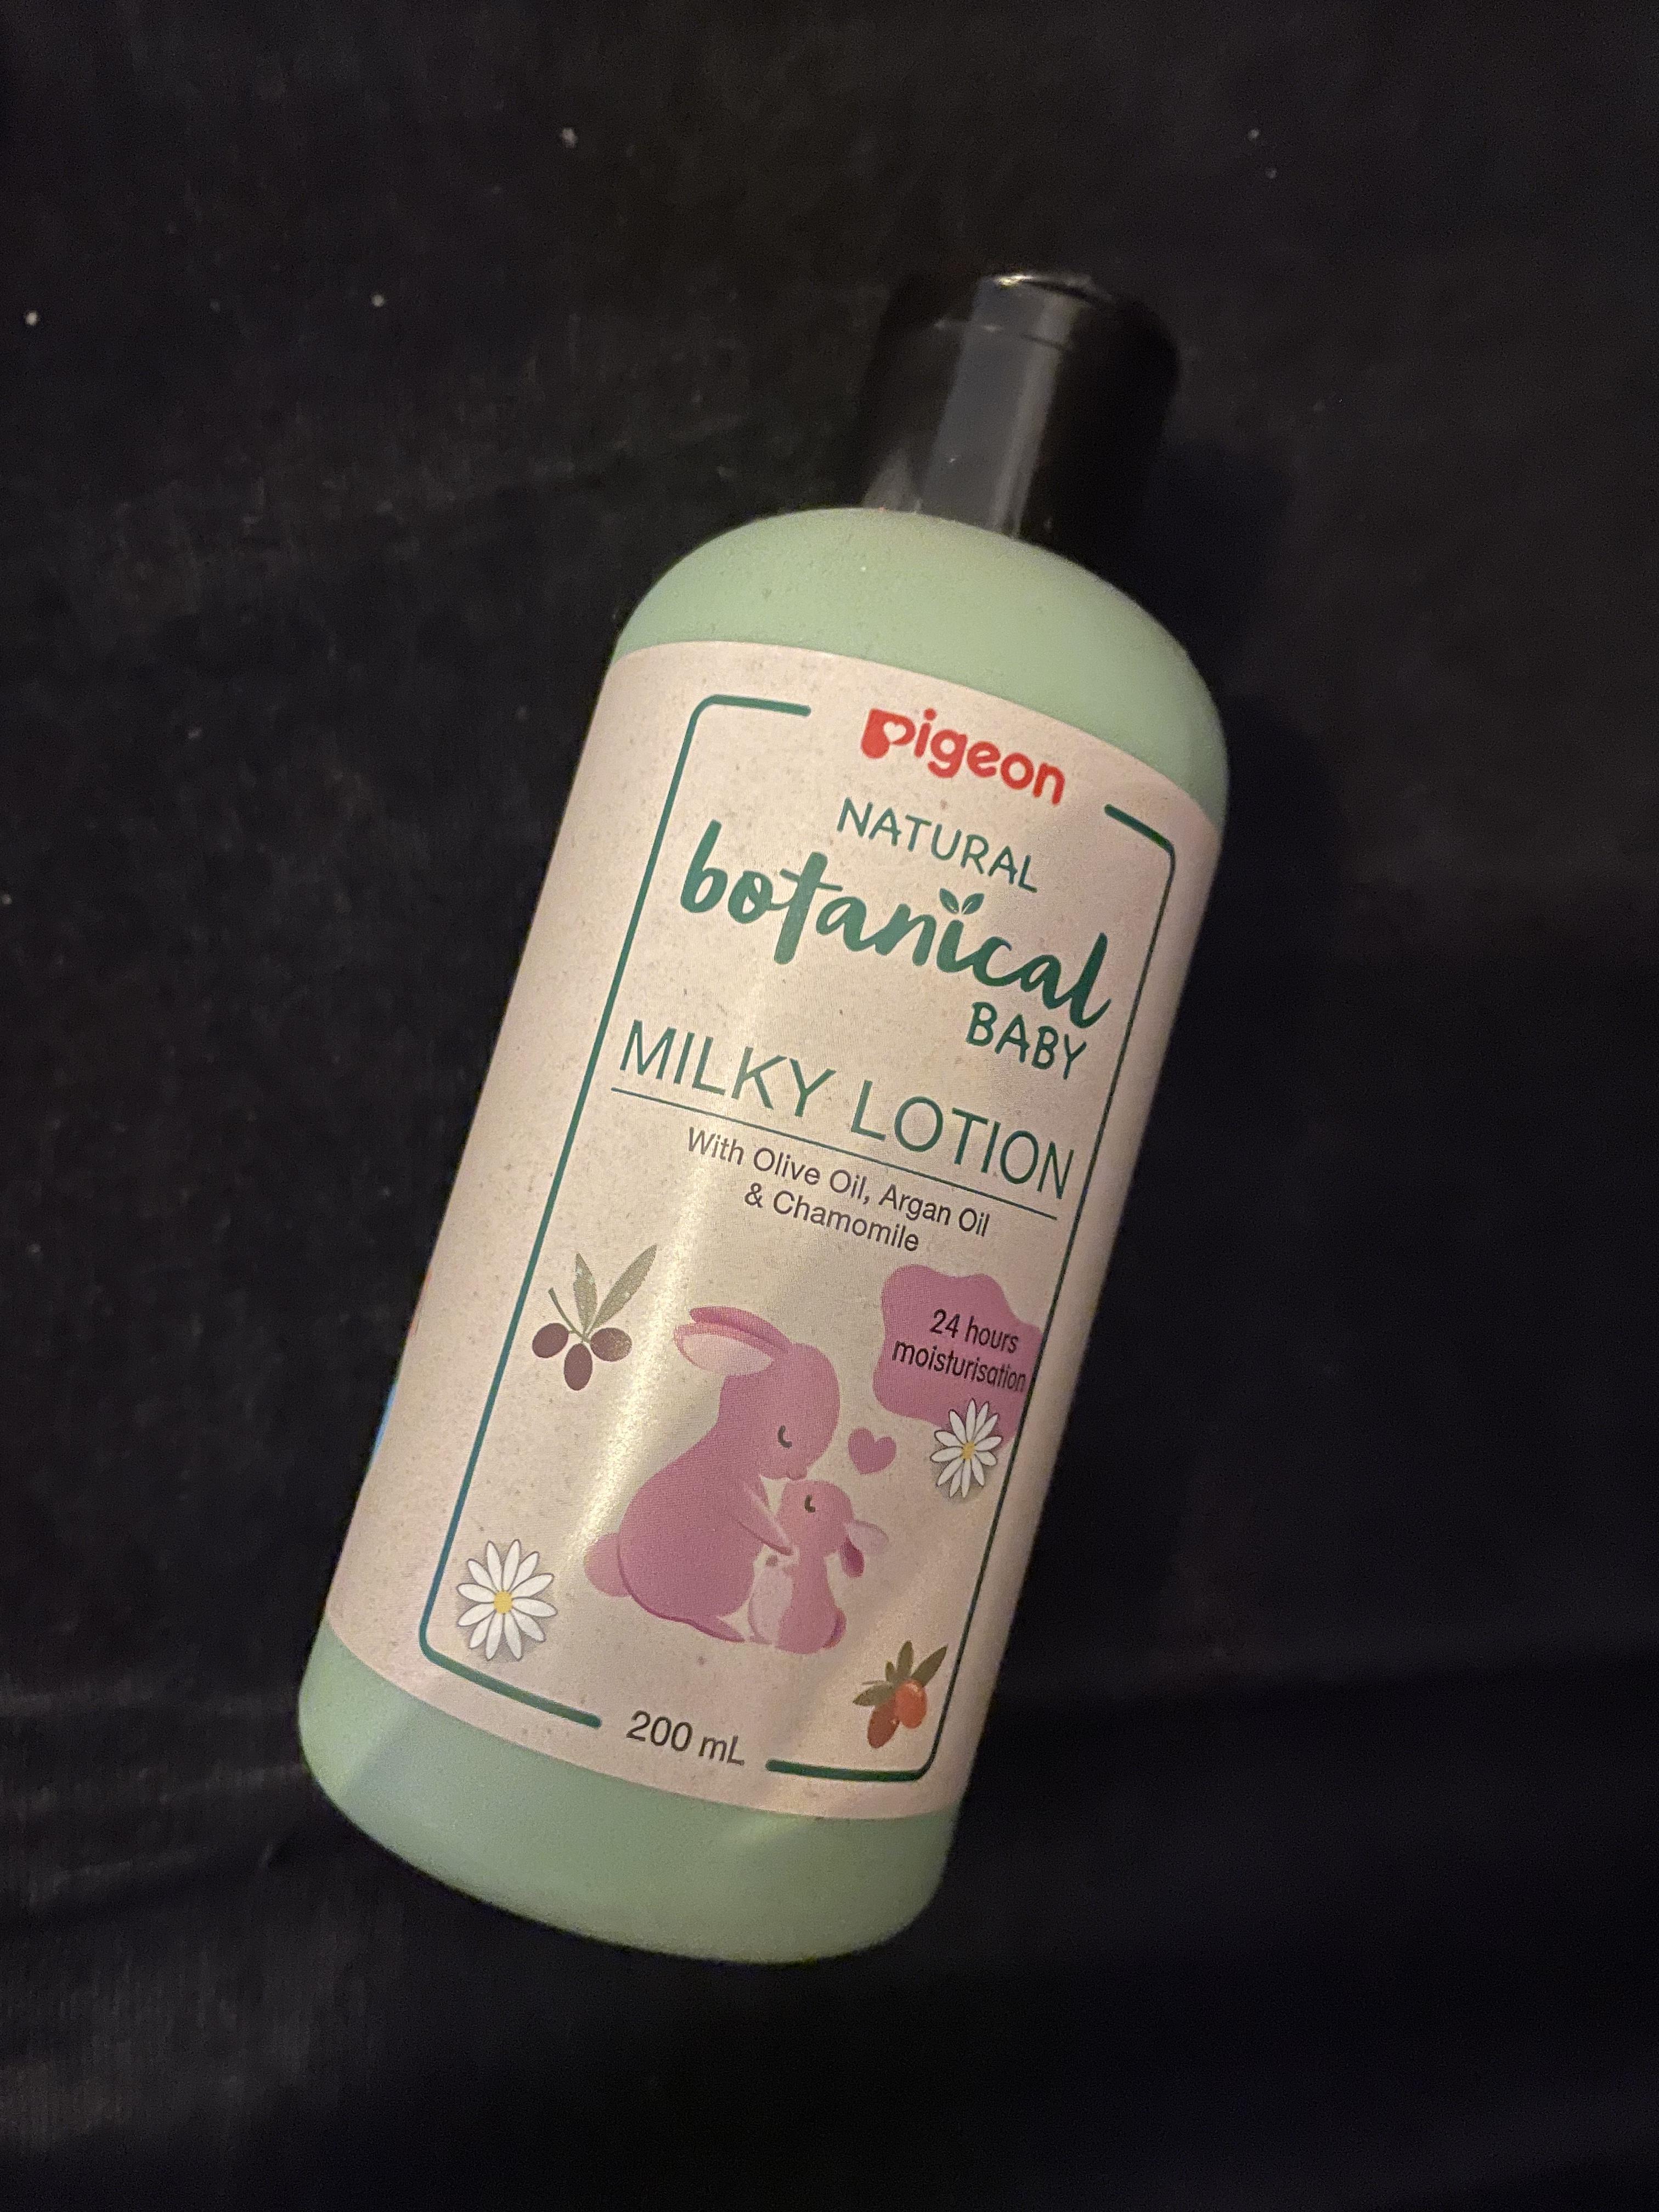 pigeon
NATURAL
botanical
BABY
MILKY LOTION
With Olive Oil, Argan Oil
& Chamomile
24 hours
moisturisation
200 mL